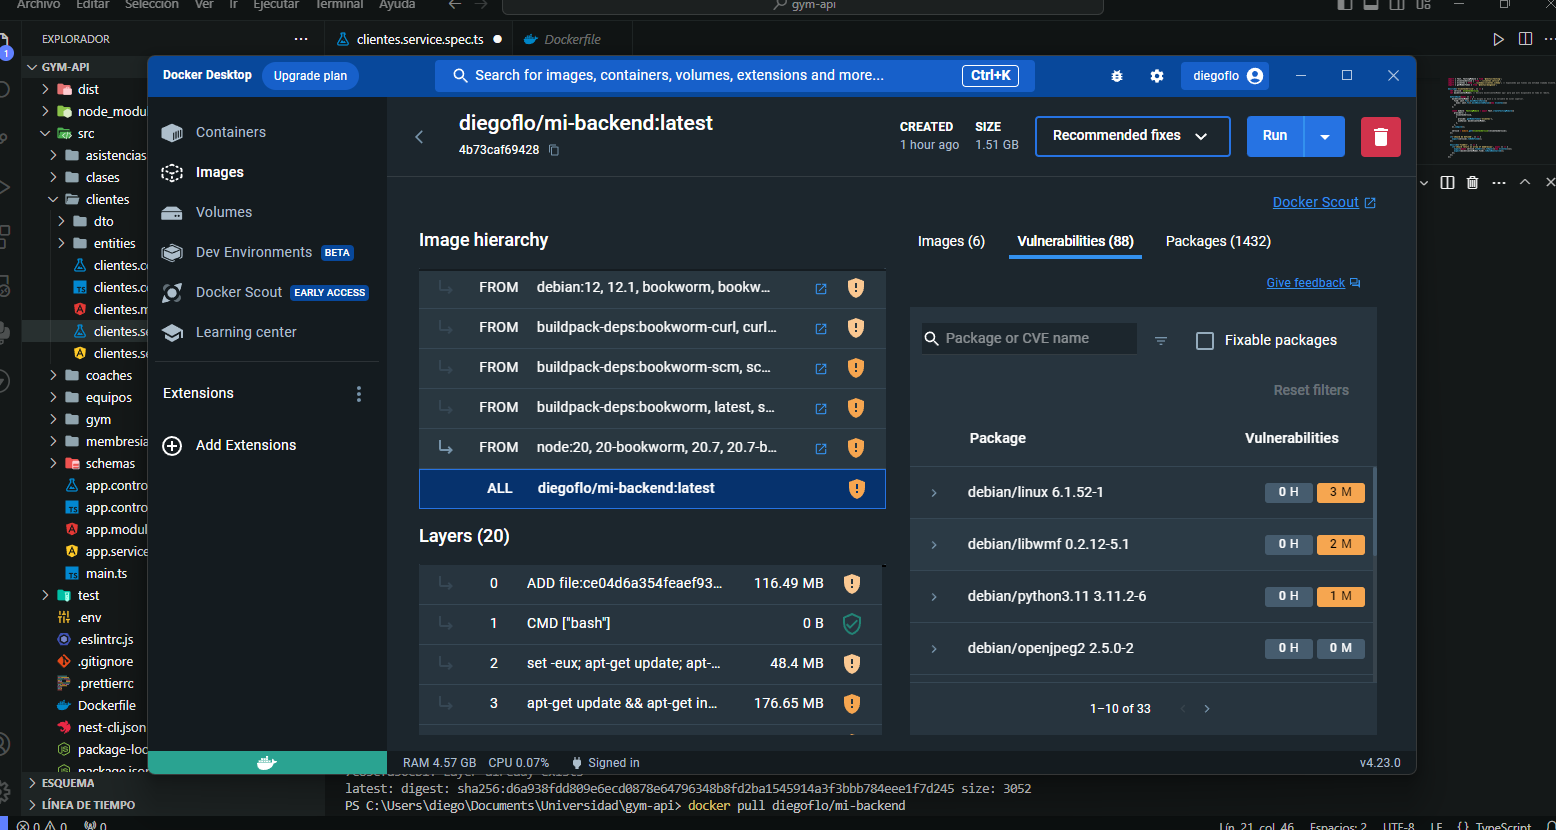 Archivo Editar Selección Ver Ir Ejecutar Terminal Ayuda
gym-api
EXPLORADOR
clientes.service.spec.ts
Dockerfile
GYM-API
dist
node_modu
src
asistencias
clases
clientes
dto
entities
clientes.co
clientes.c
clientes.m
clientes.se
clientes.se
coaches
equipos
gym
membresia
schemas
app.contro
app.contro
app.modul
app.service
main.ts
test
.env
.eslintrc.js
.gitignore
.prettierrc
Dockerfile
nest-cli.json
package-loc
package.json
ESQUEMA
LÍNEA DE TIEMPO
1
Docker Desktop
Upgrade plan
Search for images, containers, volumes, extensions and more...
Ctrl+K
diegoflo
Containers
Images
Volumes
Dev Environments BETA
Docker Scout EARLY ACCESS
Learning center
Extensions
Add Extensions
diegoflo/mi-backend:latest
4b73caf69428
CREATED
1 hour ago
SIZE
1.51 GB
Recommended fixes
Run
Docker Scout
Image hierarchy
FROM debian:12, 12.1, bookworm, bookw...
FROM buildpack-deps:bookworm-curl, curl...
FROM buildpack-deps:bookworm-scm, sc...
FROM buildpack-deps:bookworm, latest, s...
FROM node:20, 20-bookworm, 20.7, 20.7-b...
ALL diegoflo/mi-backend:latest
Layers (20)
0 ADD file:ce04d6a354feaef93... 116.49 MB
1 CMD ["bash"] 0 B
2 set -eux; apt-get update; apt-... 48.4 MB
3 apt-get update && apt-get in... 176.65 MB
Images (6)
Vulnerabilities (88)
Packages (1432)
Give feedback
Package or CVE name
Fixable packages
Reset filters
Package Vulnerabilities
debian/linux 6.1.52-1 0 H 3 M
debian/libwmf 0.2.12-5.1 0 H 2 M
debian/python3.11 3.11.2-6 0 H 1 M
debian/openjpeg2 2.5.0-2 0 H 0 M
1–10 of 33
RAM 4.57 GB CPU 0.07% Signed in
v4.23.0
latest: digest: sha256:d6a938fdd809e6ecd0878e64796348b8fd2ba1545914a3f3bbb784eee1f7d245 size: 3052
PS C:\Users\diego\Documents\Universidad\gym-api> docker pull diegoflo/mi-backend
0 0 0
Lín. 21, col. 46 Espacios: 2 UTF-8 LF {} TypeScript